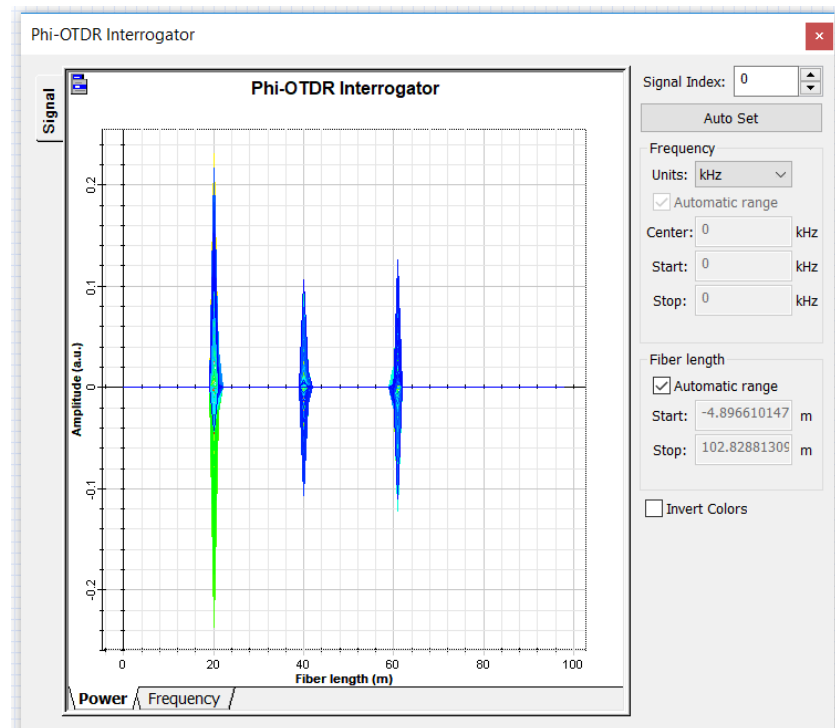 Phi-OTDR Interrogator
Signal
Phi-OTDR Interrogator
Amplitude (a.u.)
0.2
0.1
0
-0.1
-0.2
0 20 40 60 80 100
Fiber length (m)
Power Frequency
Signal Index: 0
Auto Set
Frequency
Units: kHz
Automatic range
Center: 0 kHz
Start: 0 kHz
Stop: 0 kHz
Fiber length
Automatic range
Start: -4.896610147 m
Stop: 102.82881309 m
Invert Colors